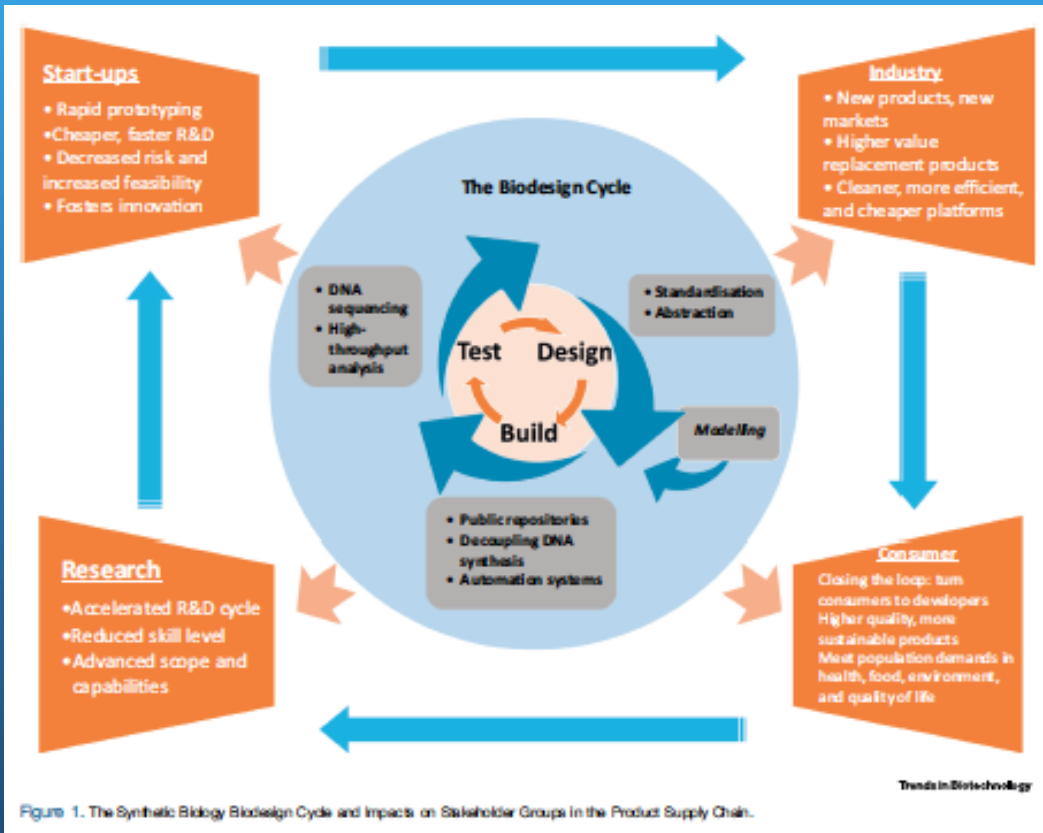 Start-ups
• Rapid prototyping
•Cheaper, faster R&D
• Decreased risk and
increased feasibility
• Fosters innovation
Industry
• New products, new
markets
• Higher value
replacement products
• Cleaner, more efficient,
and cheaper platforms
The Biodesign Cycle
• DNA
sequencing
• High-
throughput
analysis
• Standardisation
• Abstraction
Test
Design
Build
Modelling
• Public repositories
• Decoupling DNA
synthesis
• Automation systems
Research
•Accelerated R&D cycle
•Reduced skill level
•Advanced scope and
capabilities
Consumer
Closing the loop: turn
consumers to developers
Higher quality, more
sustainable products
Meet population demands in
health, food, environment,
and quality of life
Trends in Biotechnology
Figure 1. The Synthetic Biology Biodesign Cycle and Impacts on Stakeholder Groups in the Product Supply Chain.